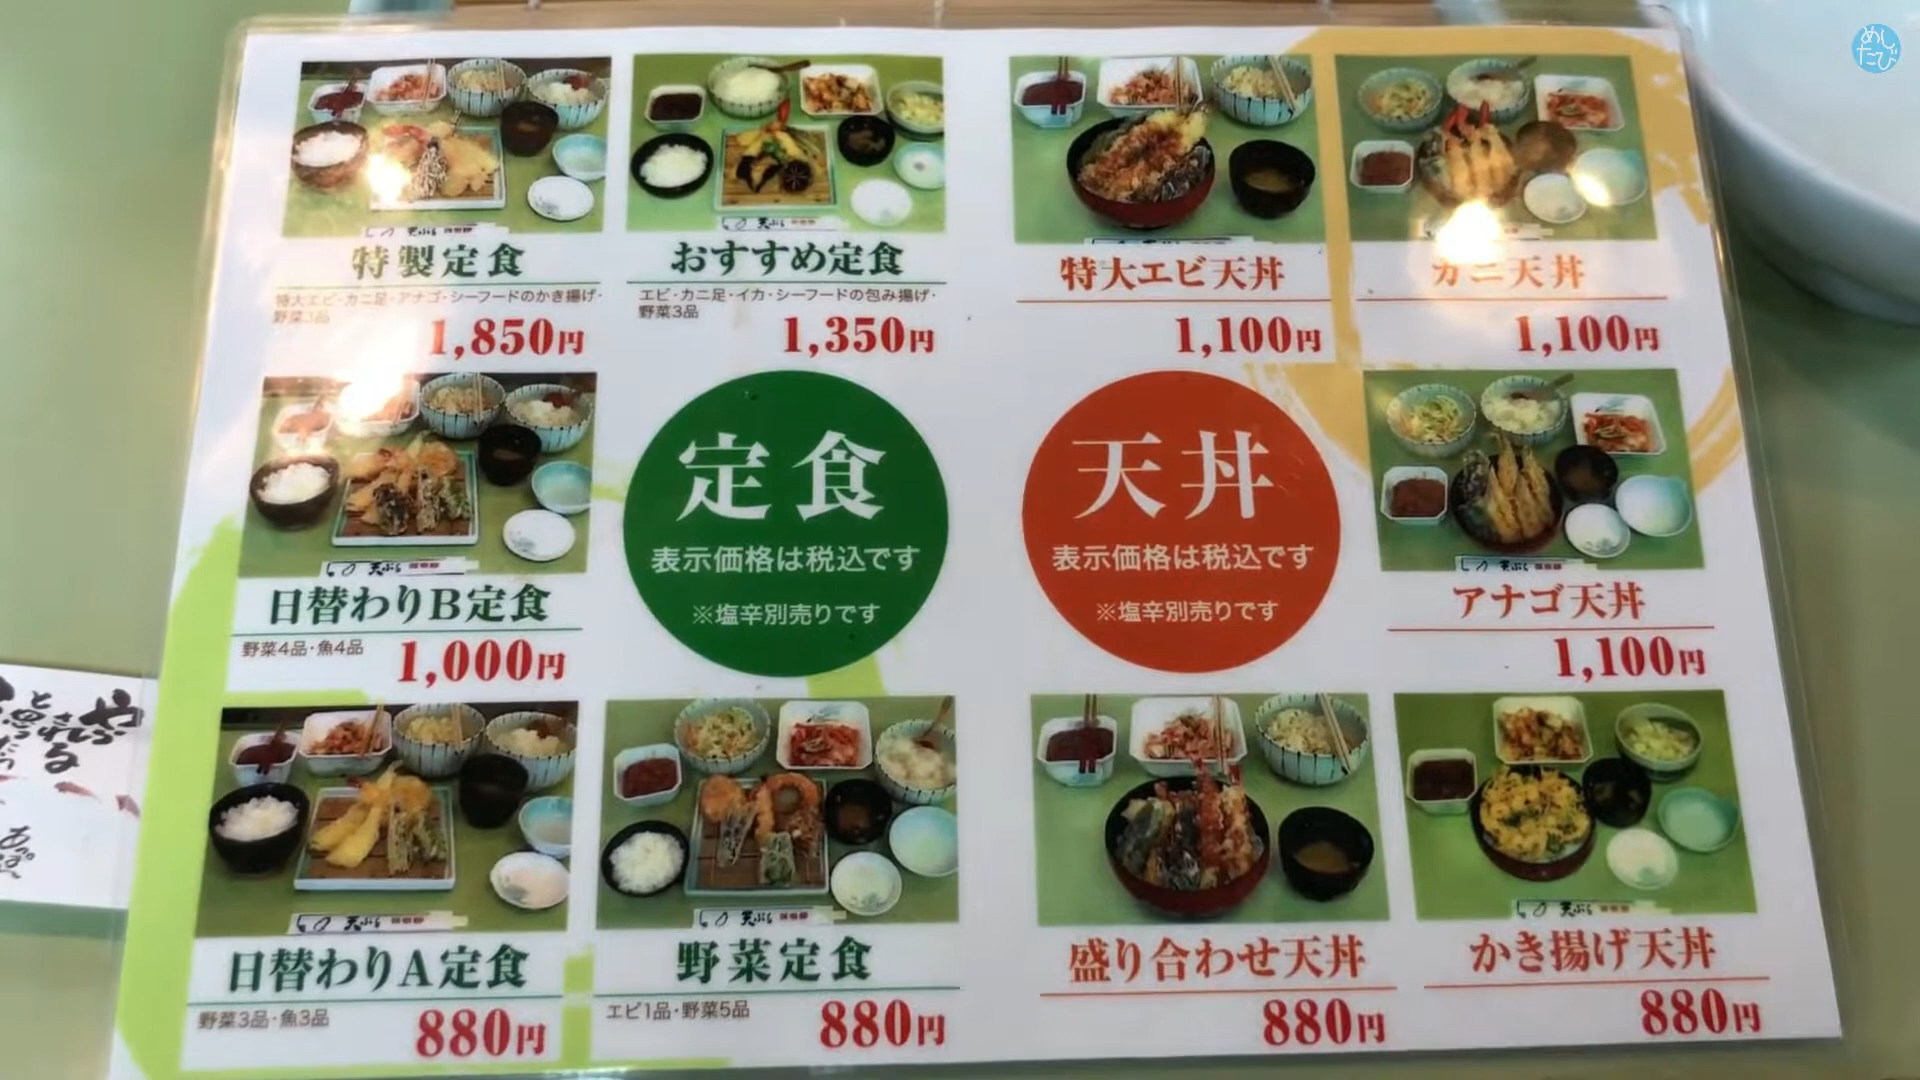 めし
たび
特製定食
特大エビ・カニ足・アナゴ・シーフードのかき揚げ・
野菜3品
1,850円
おすすめ定食
エビ・カニ足・イカ・シーフードの包み揚げ・
野菜3品
1,350円
特大エビ天丼
1,100円
カニ天丼
1,100円
日替わりB定食
野菜4品・魚4品
1,000円
定食
表示価格は税込です
※塩辛別売りです
天丼
表示価格は税込です
※塩辛別売りです
アナゴ天丼
1,100円
日替わりA定食
野菜3品・魚3品
880円
野菜定食
エビ1品・野菜5品
880円
盛り合わせ天丼
880円
かき揚げ天丼
880円